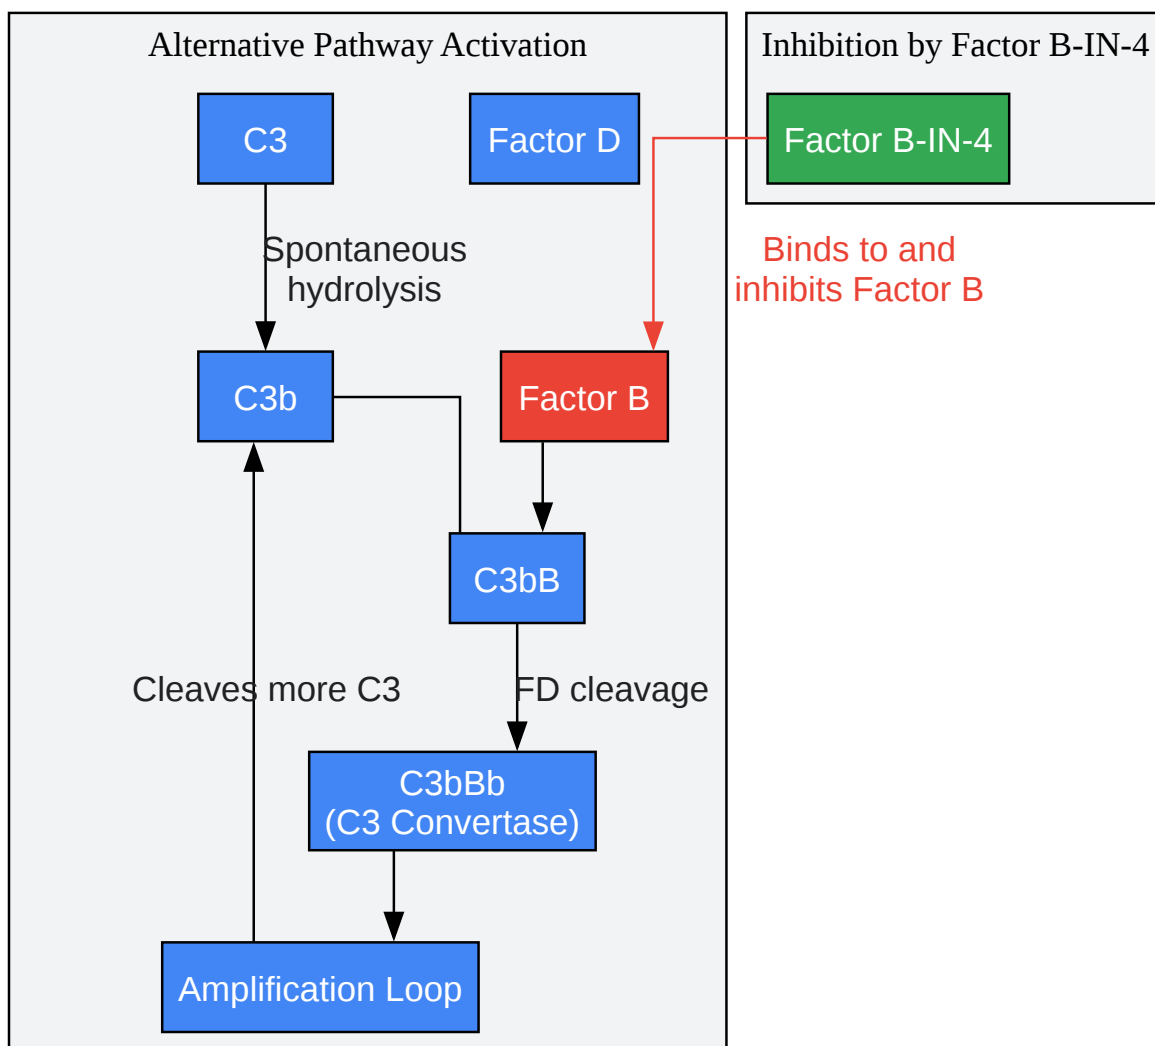 Alternative Pathway Activation
Inhibition by Factor B-IN-4
C3
Factor D
Factor B-IN-4
Spontaneous
hydrolysis
Binds to and
inhibits Factor B
C3b
Factor B
C3bB
Cleaves more C3
FD cleavage
C3bBb
(C3 Convertase)
Amplification Loop